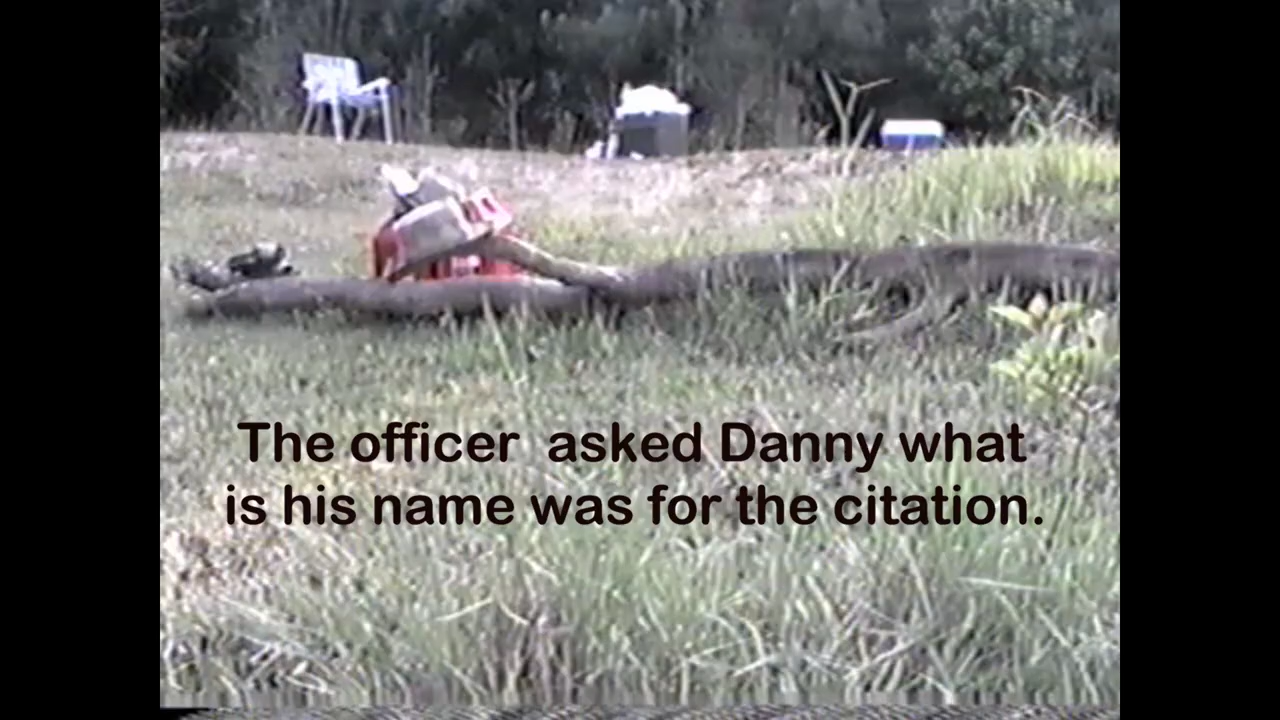 The officer  asked Danny what
is his name was for the citation.